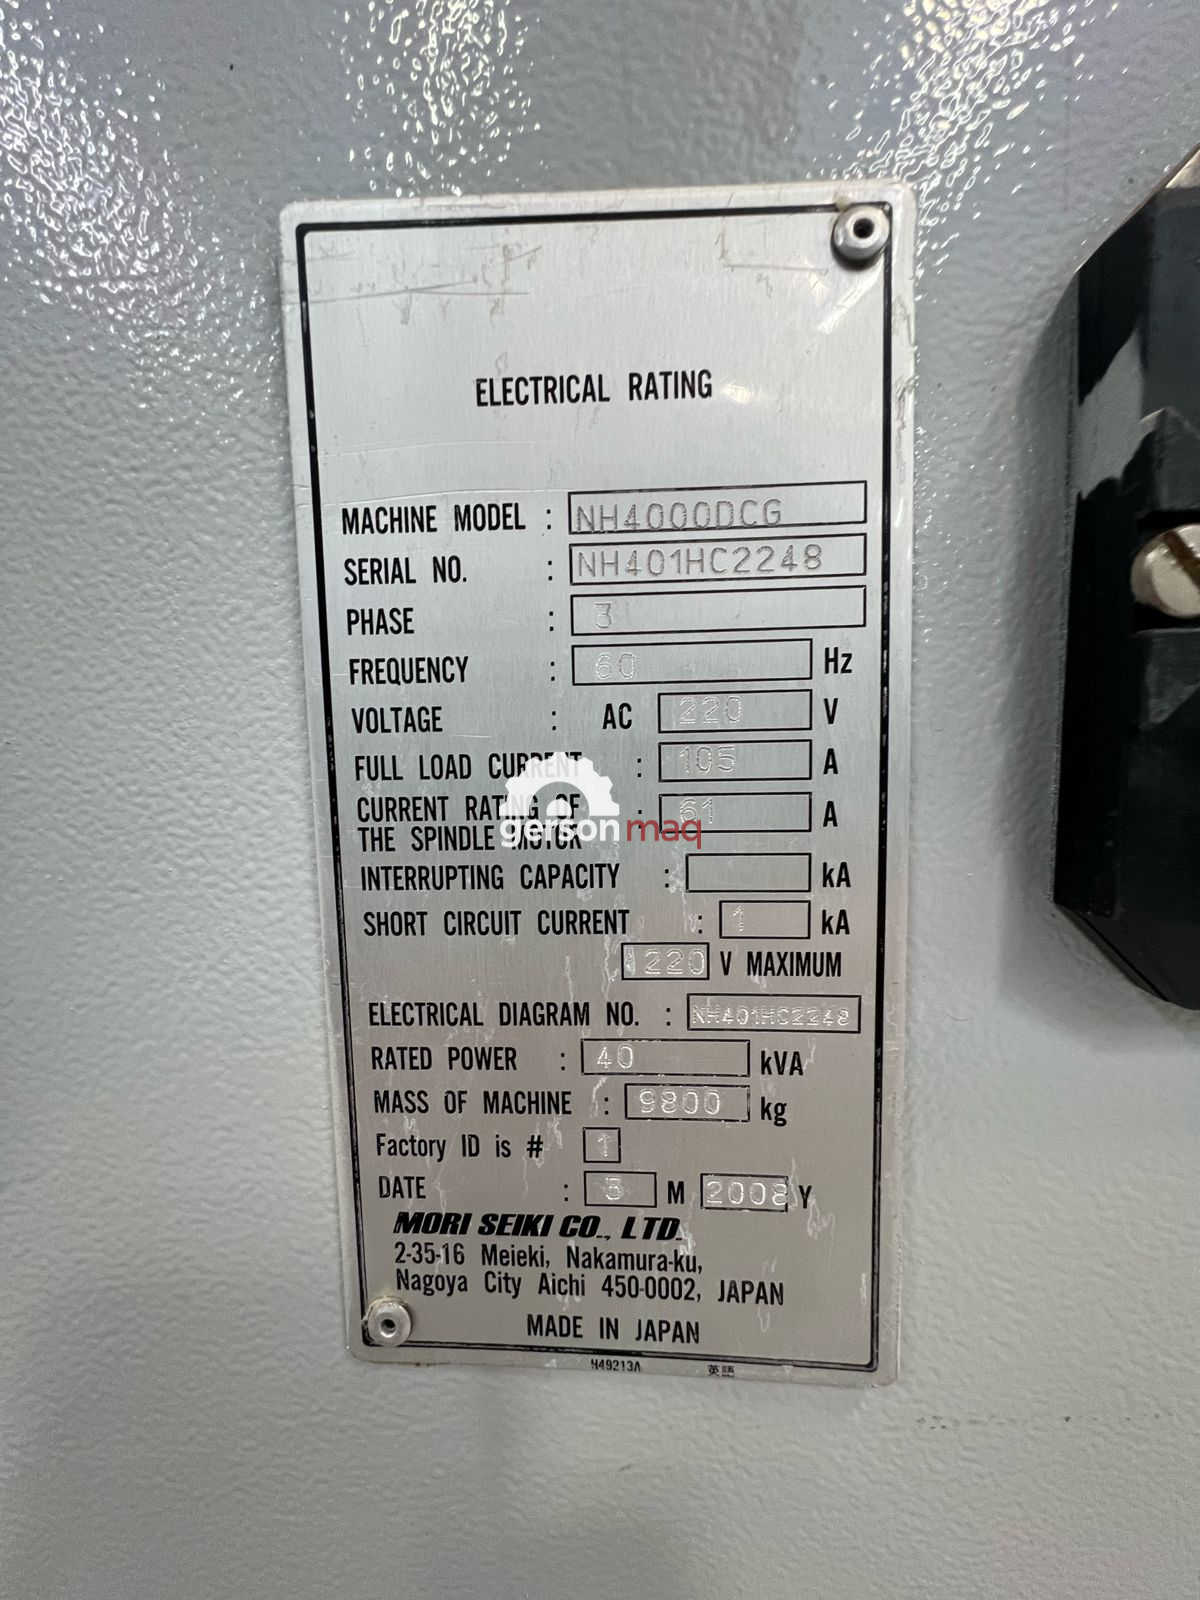 ELECTRICAL RATING
MACHINE MODEL : NH4000DCG
SERIAL NO. : NH401HC2248
PHASE : 3
FREQUENCY : 60 Hz
VOLTAGE : AC 220 V
FULL LOAD CURRENT : 105 A
CURRENT RATING OF
THE SPINDLE MOTOR : 61 A
gersonmaq
INTERRUPTING CAPACITY : kA
SHORT CIRCUIT CURRENT : 1 kA
220 V MAXIMUM
ELECTRICAL DIAGRAM NO. : NH401HC2248
RATED POWER : 40 kVA
MASS OF MACHINE : 9800 kg
Factory ID is # 1
DATE : 3 M 2008 Y
MORI SEIKI CO., LTD.
2-35-16 Meieki, Nakamura-ku,
Nagoya City Aichi 450-0002, JAPAN
MADE IN JAPAN
H49213A 英語